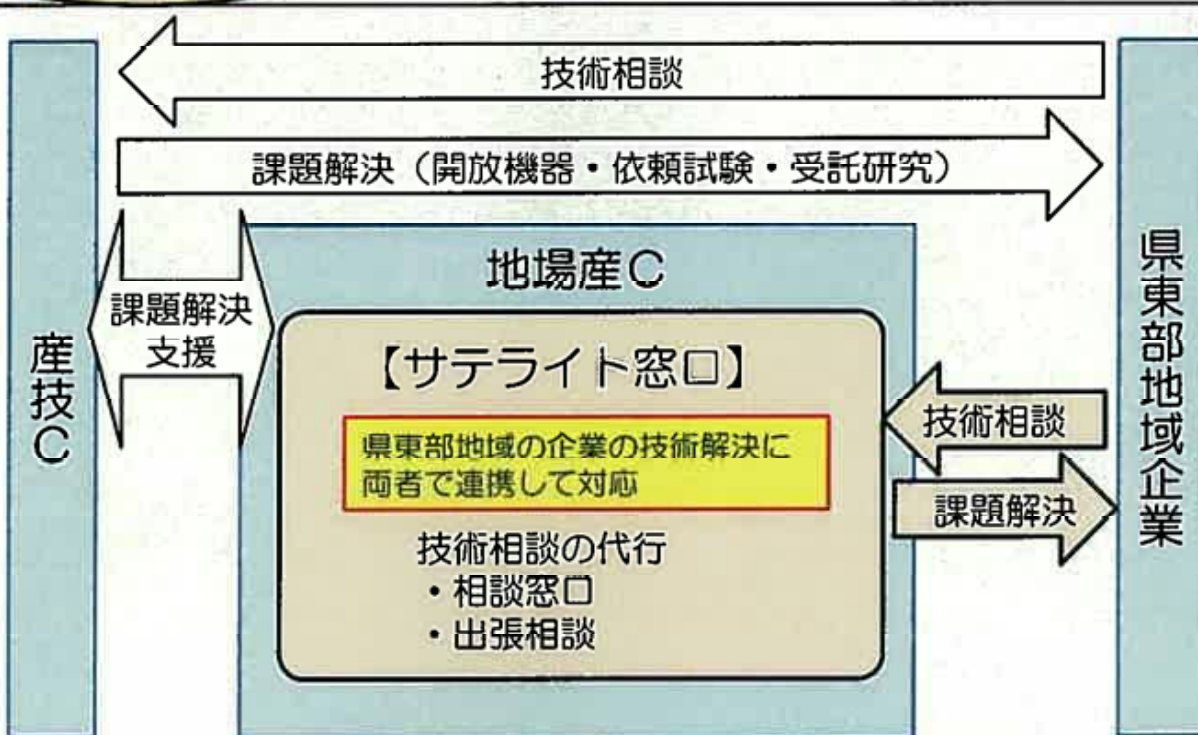 技術相談
課題解決（開放機器・依頼試験・受託研究）
地場産C
課題解決
支援
産技C
【サテライト窓口】
県東部地域の企業の技術解決に
両者で連携して対応
技術相談の代行
・相談窓口
・出張相談
技術相談
課題解決
県東部地域企業